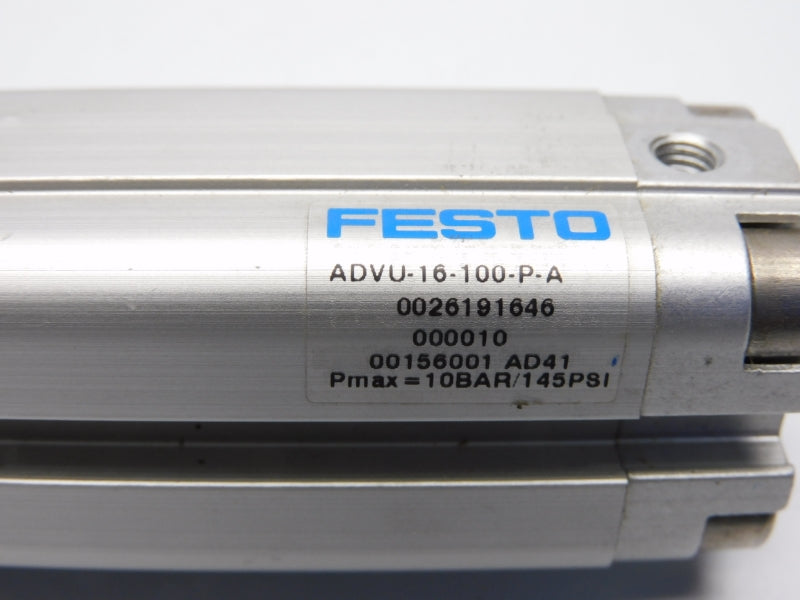 FESTO
ADVU-16-100-P-A
0026191646
000010
00156001 AD41
Pmax=10BAR/145PSI